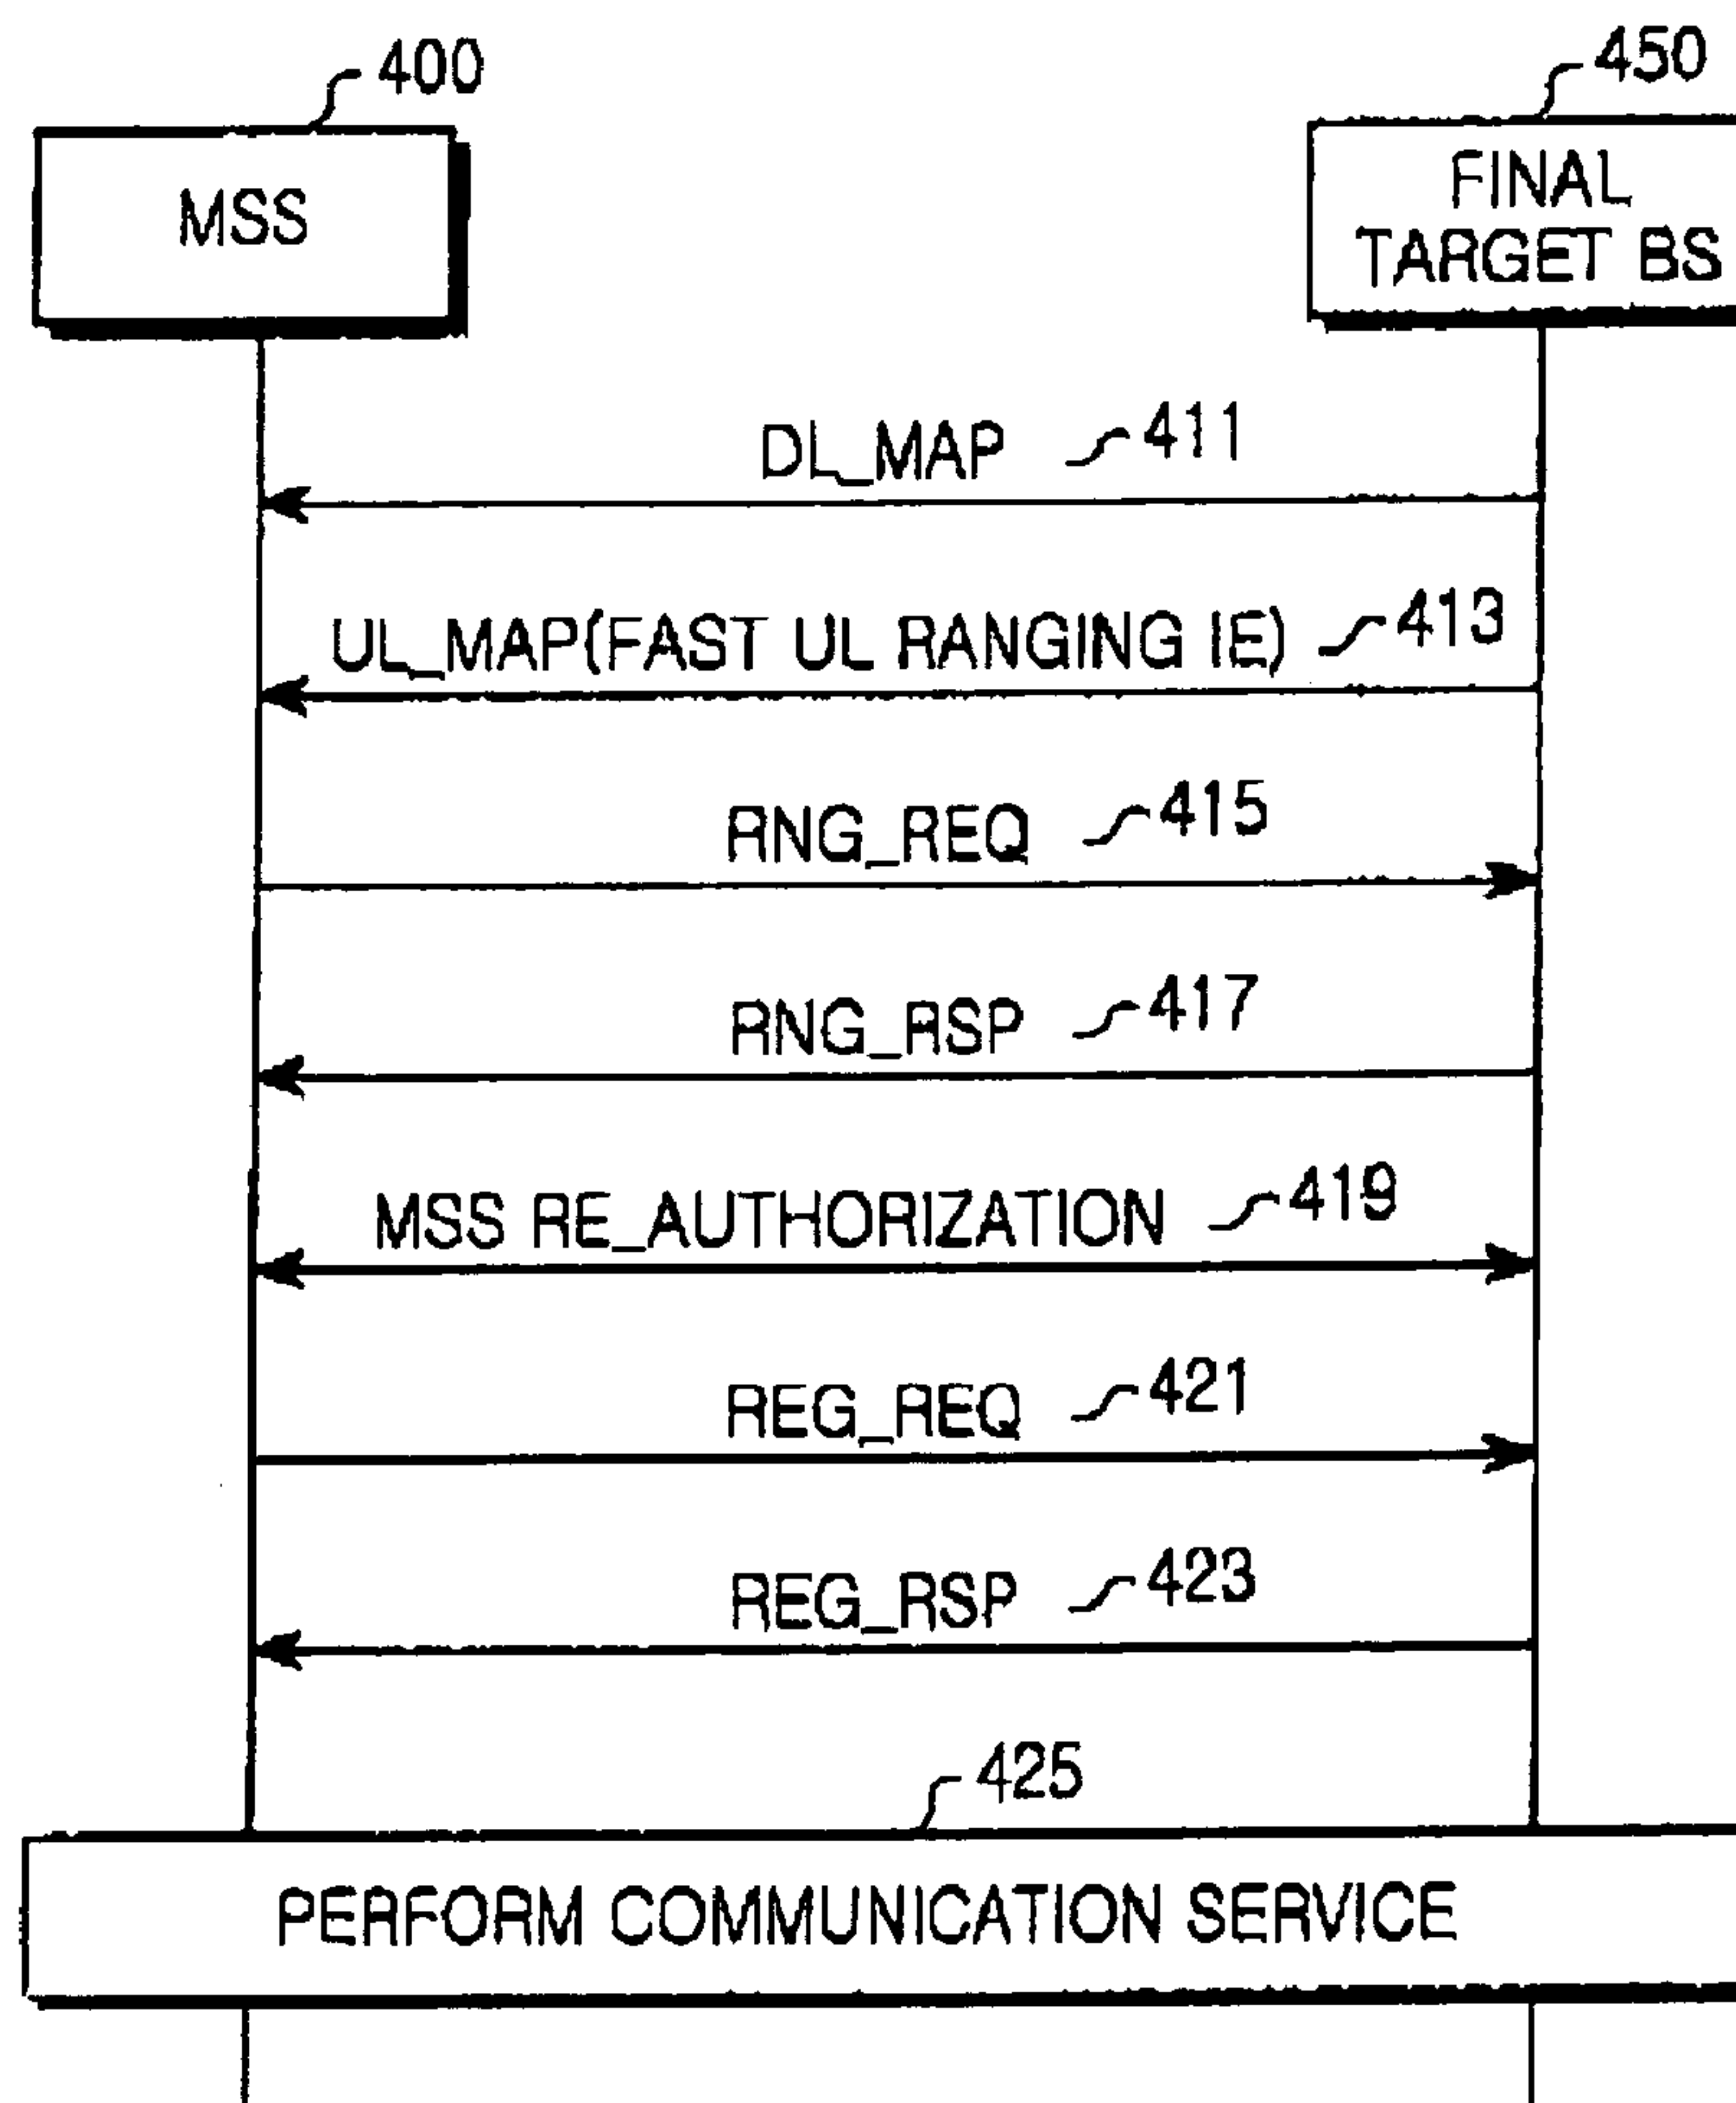 400
450
MSS
FINAL
TARGET BS
DL_MAP 411
UL_MAP(FAST UL RANGING IE) 413
RNG_REQ 415
RNG_RSP 417
MSS RE_AUTHORIZATION 419
REG_REQ 421
REG_RSP 423
425
PERFORM COMMUNICATION SERVICE